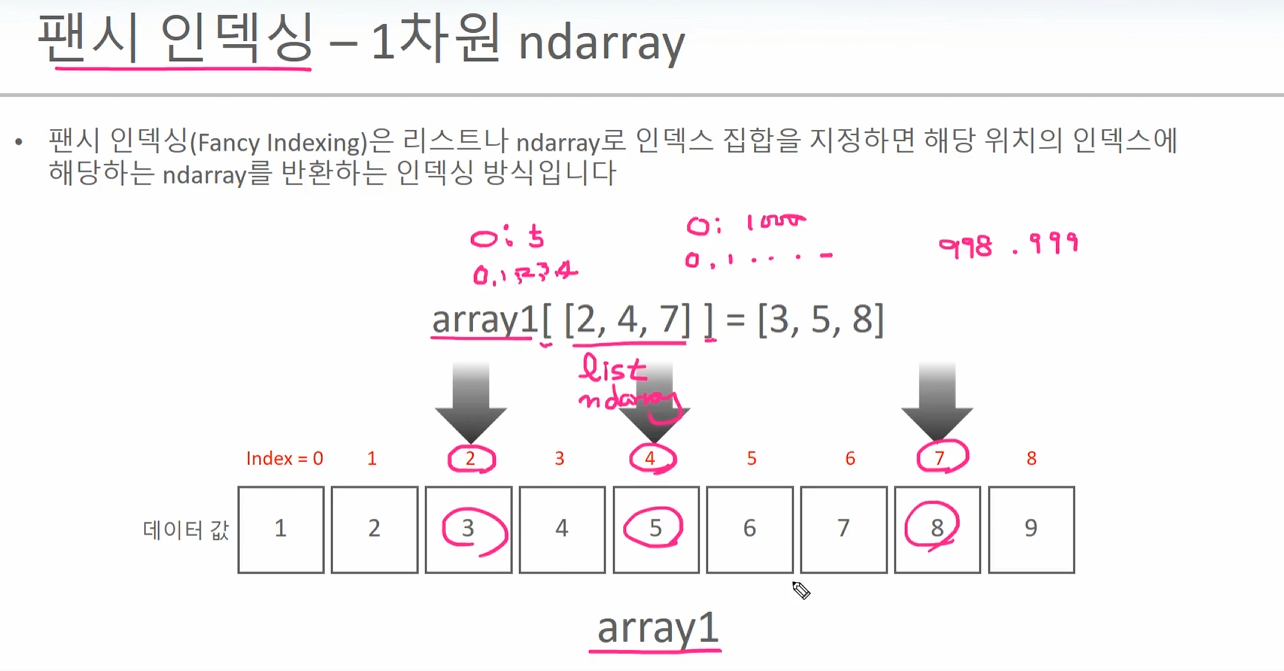 팬시 인덱싱 – 1차원 ndarray
• 팬시 인덱싱(Fancy Indexing)은 리스트나 ndarray로 인덱스 집합을 지정하면 해당 위치의 인덱스에
해당하는 ndarray를 반환하는 인덱싱 방식입니다
0: 5 0: 1000
0,1,2,3,4 0,1 . . . . – 998 . 999
array1[ [2, 4, 7] ] = [3, 5, 8]
list
ndarray
Index = 0 1 2 3 4 5 6 7 8
데이터 값 1 2 3 4 5 6 7 8 9
array1